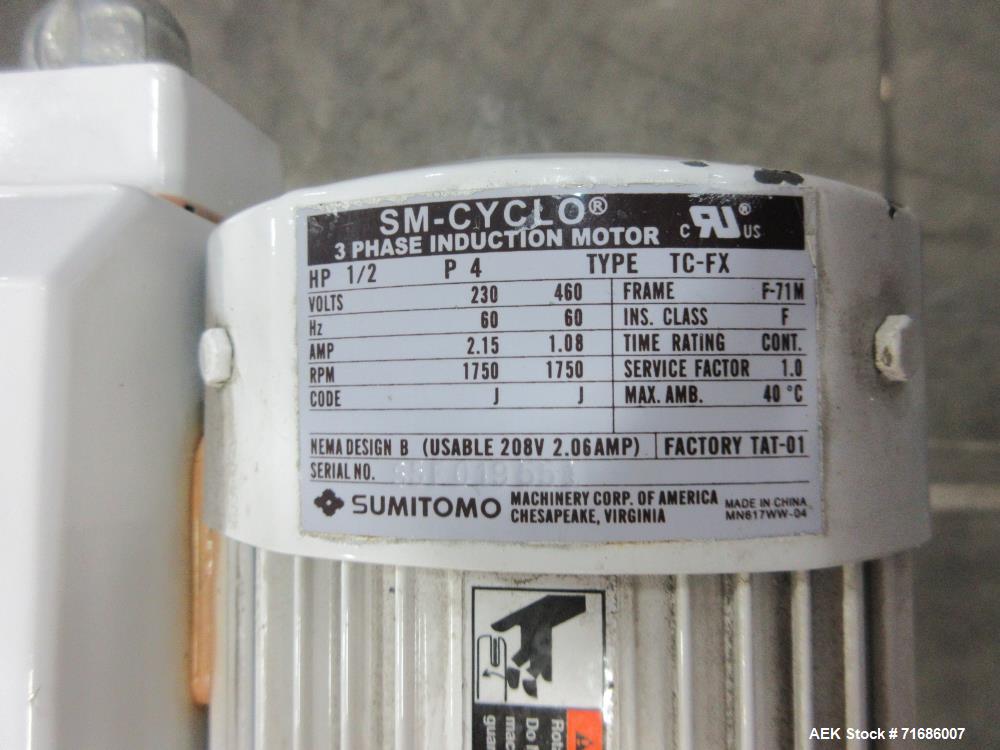 SM-CYCLO®
3 PHASE INDUCTION MOTOR
C RU® US
HP 1/2 P 4 TYPE TC-FX
VOLTS 230 460 FRAME F-71M
Hz 60 60 INS. CLASS F
AMP 2.15 1.08 TIME RATING CONT.
RPM 1750 1750 SERVICE FACTOR 1.0
CODE J J MAX. AMB. 40 °C
NEMA DESIGN B (USABLE 208V 2.06AMP) FACTORY TAT-01
SERIAL NO.
SUMITOMO MACHINERY CORP. OF AMERICA
CHESAPEAKE, VIRGINIA
MADE IN CHINA
MN617WW-04
AEK Stock # 71686007